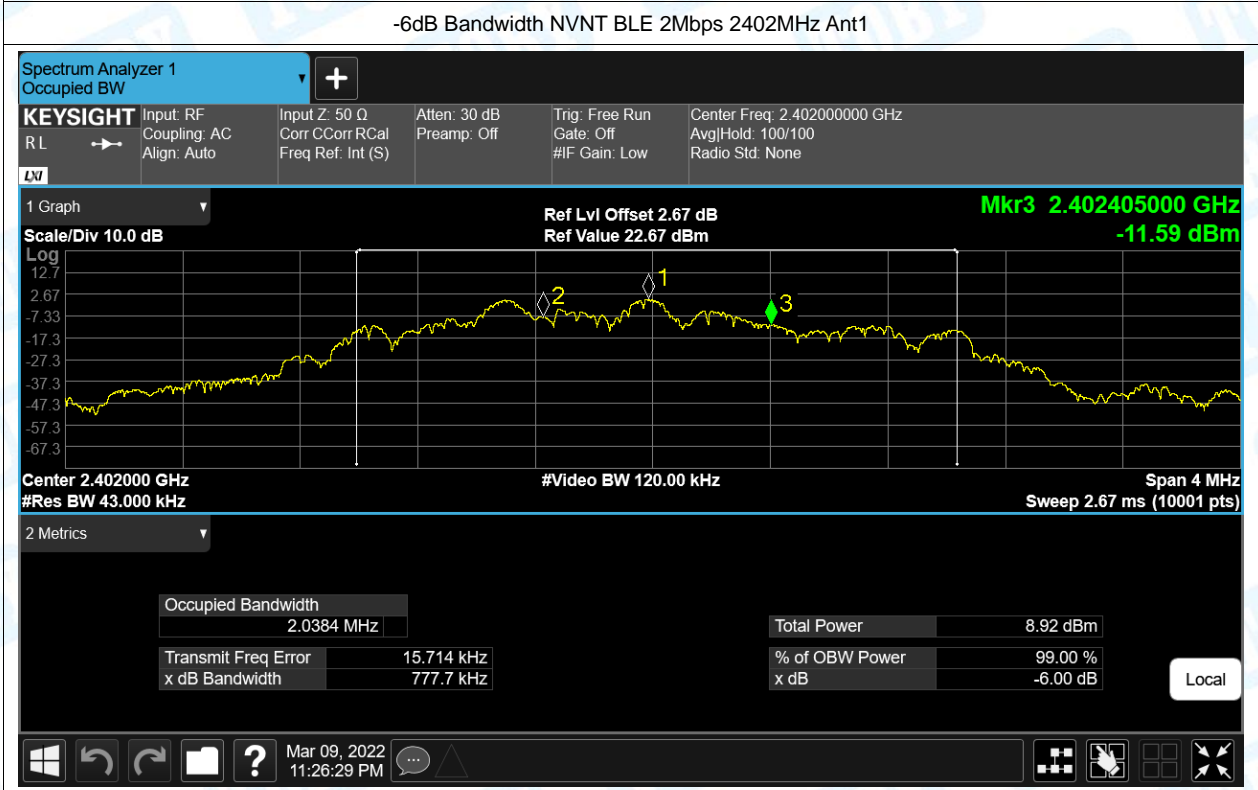 -6dB Bandwidth NVNT BLE 2Mbps 2402MHz Ant1
Spectrum Analyzer 1
Occupied BW
KEYSIGHT
RL
LXI
Input: RF
Coupling: AC
Align: Auto
Input Z: 50 Ω
Corr CCorr RCal
Freq Ref: Int (S)
Atten: 30 dB
Preamp: Off
Trig: Free Run
Gate: Off
#IF Gain: Low
Center Freq: 2.402000000 GHz
Avg|Hold: 100/100
Radio Std: None
1 Graph
Scale/Div 10.0 dB
Ref Lvl Offset 2.67 dB
Ref Value 22.67 dBm
Mkr3 2.402405000 GHz
-11.59 dBm
Log
12.7
2.67
-7.33
-17.3
-27.3
-37.3
-47.3
-57.3
-67.3
2
1
3
Center 2.402000 GHz
#Video BW 120.00 kHz
Span 4 MHz
#Res BW 43.000 kHz
Sweep 2.67 ms (10001 pts)
2 Metrics
Occupied Bandwidth
2.0384 MHz
Transmit Freq Error 15.714 kHz
x dB Bandwidth 777.7 kHz
Total Power 8.92 dBm
% of OBW Power 99.00 %
x dB -6.00 dB
Local
Mar 09, 2022
11:26:29 PM